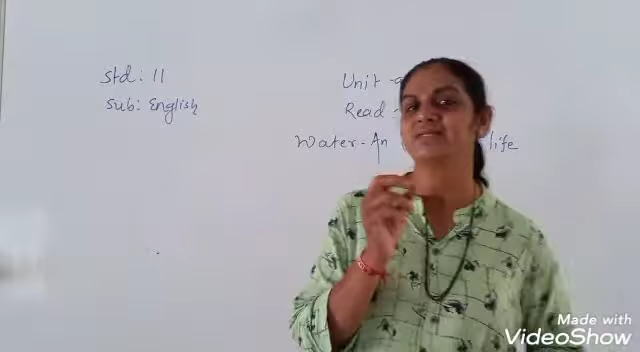 Std: 11
Sub: English
Unit -
Read -
Water - An life
Made with
VideoShow